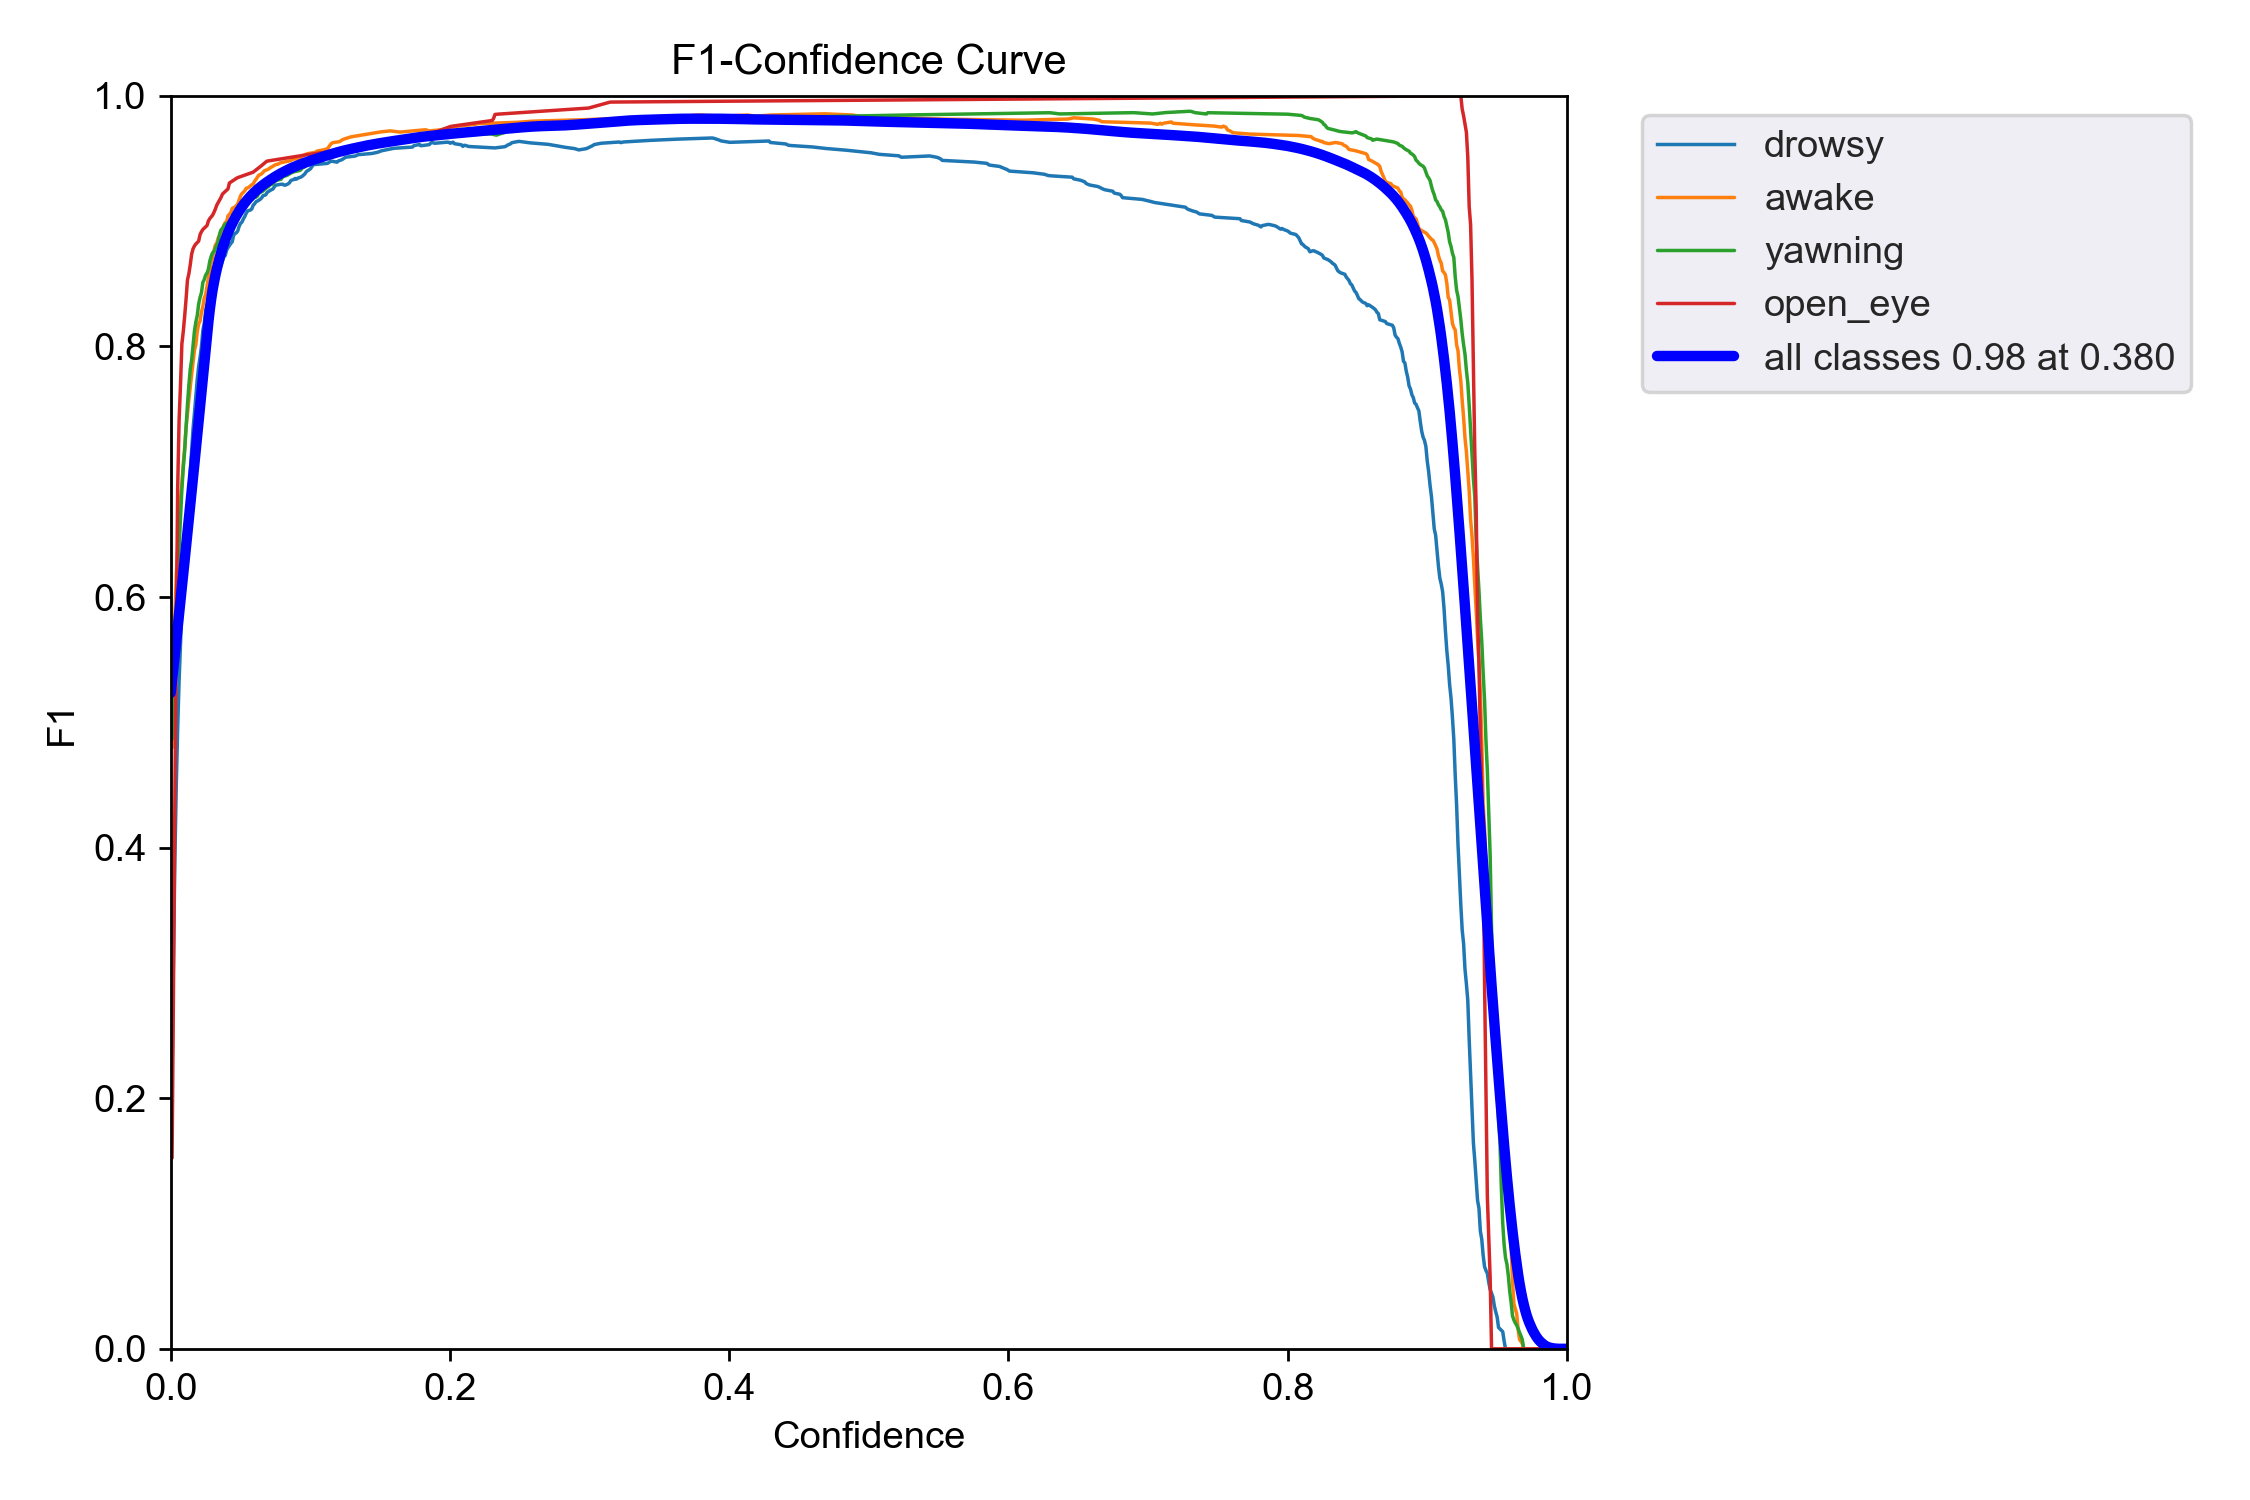 F1-Confidence Curve
1.0
0.8
0.6
0.4
0.2
0.0
F1
0.0 0.2 0.4 0.6 0.8 1.0
Confidence
drowsy
awake
yawning
open_eye
all classes 0.98 at 0.380